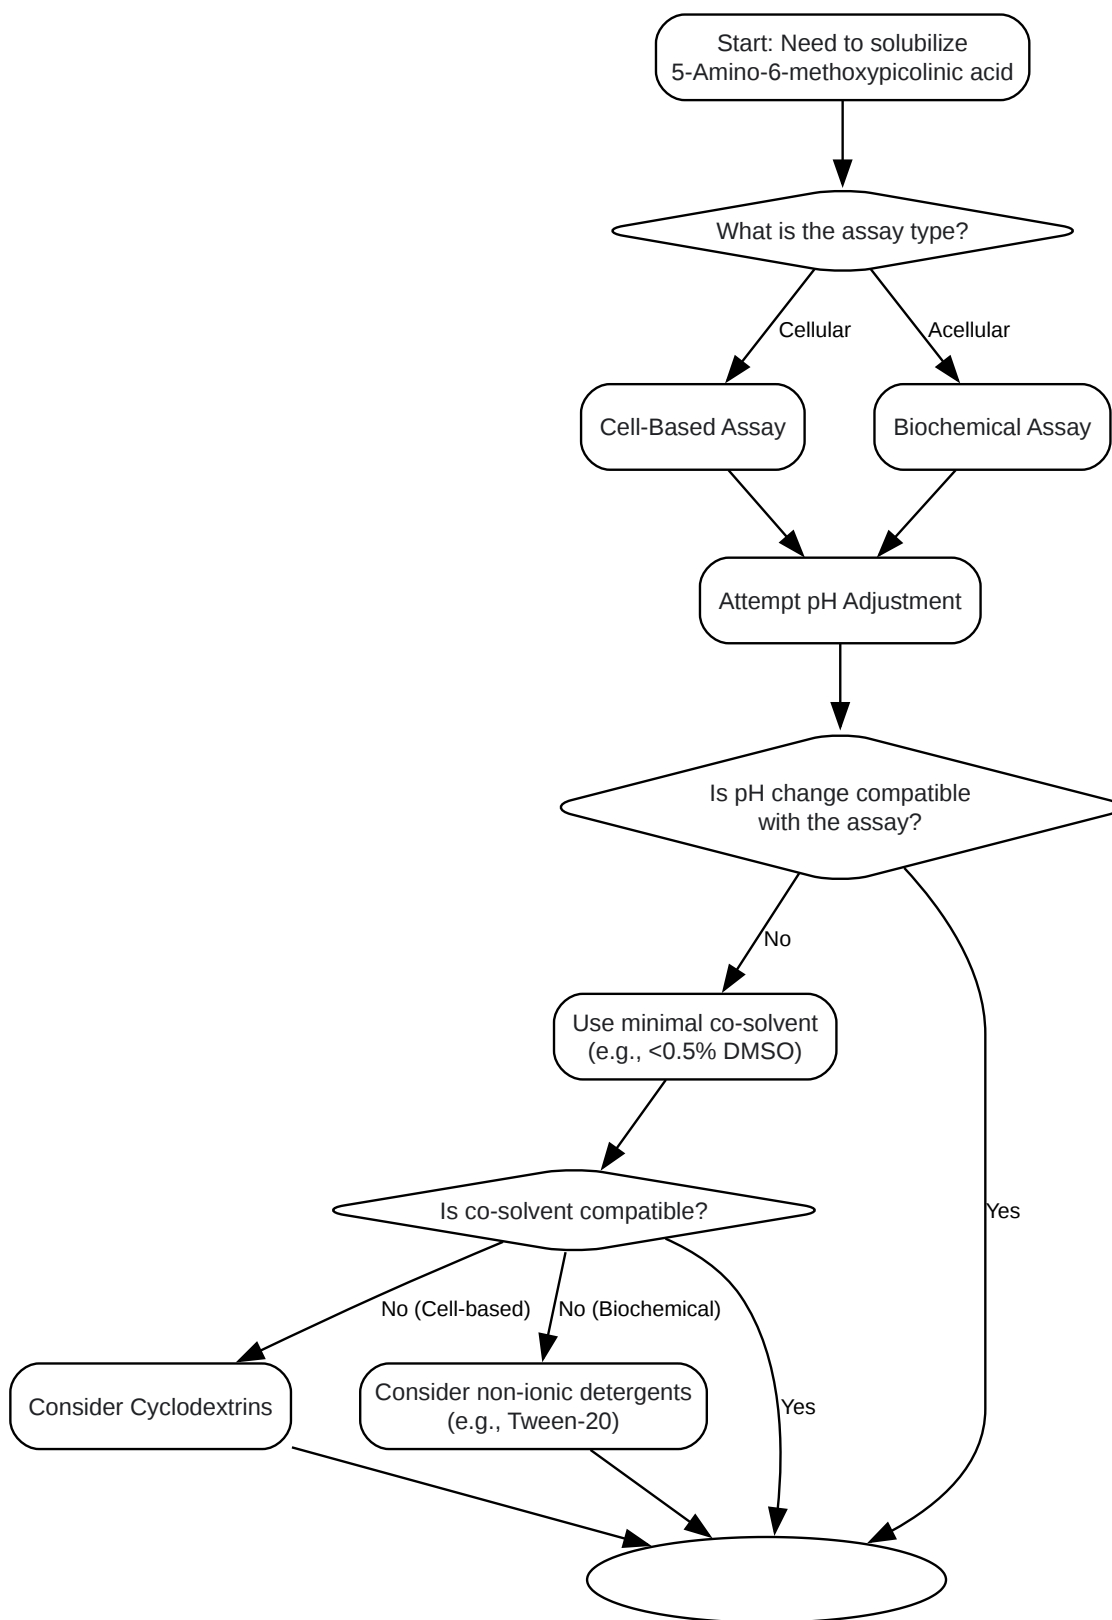 Start: Need to solubilize
5-Amino-6-methoxypicolinic acid
What is the assay type?
Cellular
Acellular
Cell-Based Assay
Biochemical Assay
Attempt pH Adjustment
Is pH change compatible
with the assay?
No
Use minimal co-solvent
(e.g., <0.5% DMSO)
Is co-solvent compatible?
Yes
No (Cell-based)
No (Biochemical)
Consider Cyclodextrins
Consider non-ionic detergents
(e.g., Tween-20)
Yes